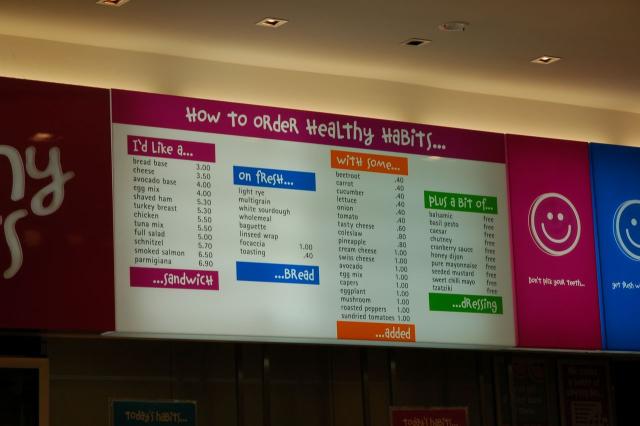 How to order Healthy Habits...
I'd Like a...
bread base
cheese 3.00
avocado base 3.50
egg mix 4.00
shaved ham 4.00
turkey breast 5.30
chicken 5.30
tuna mix 5.50
full salad 5.50
schnitzel 5.00
smoked salmon 5.70
parmigiana 6.50
6.90
...sandwich
on fresh...
light rye
multigrain
white sourdough
wholemeal
baguette
linseed wrap
focaccia 1.00
toasting .40
...Bread
with some...
beetroot .40
carrot .40
cucumber .40
lettuce .40
onion .40
tomato .40
tasty cheese .60
coleslaw .80
pineapple .80
cream cheese 1.00
swiss cheese 1.00
avocado 1.00
egg mix 1.00
capers 1.00
eggplant 1.00
mushroom 1.00
roasted peppers 1.00
sundried tomatoes 1.00
...added
plus a bit of...
balsamic free
basil pesto free
caesar free
chutney free
cranberry sauce free
honey dijon free
pure mayonnaise free
seeded mustard free
sweet chilli mayo free
tzatziki free
...dressing
Don't pick your teeth...
get fresh
ny
s
Today's habits...
Today's habits...